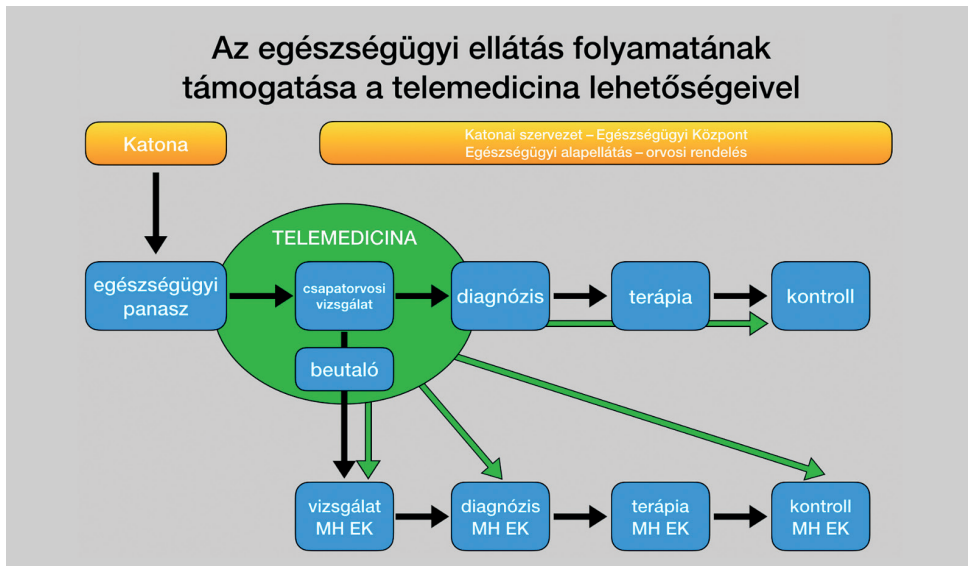 Az egészségügyi ellátás folyamatának
támogatása a telemedicina lehetőségeivel
Katona
Katonai szervezet – Egészségügyi Központ
Egészségügyi alapellátás – orvosi rendelés
TELEMEDICINA
egészségügyi
panasz
csapatorvosi
vizsgálat
diagnózis
terápia
kontroll
beutaló
vizsgálat
MH EK
diagnózis
MH EK
terápia
MH EK
kontroll
MH EK